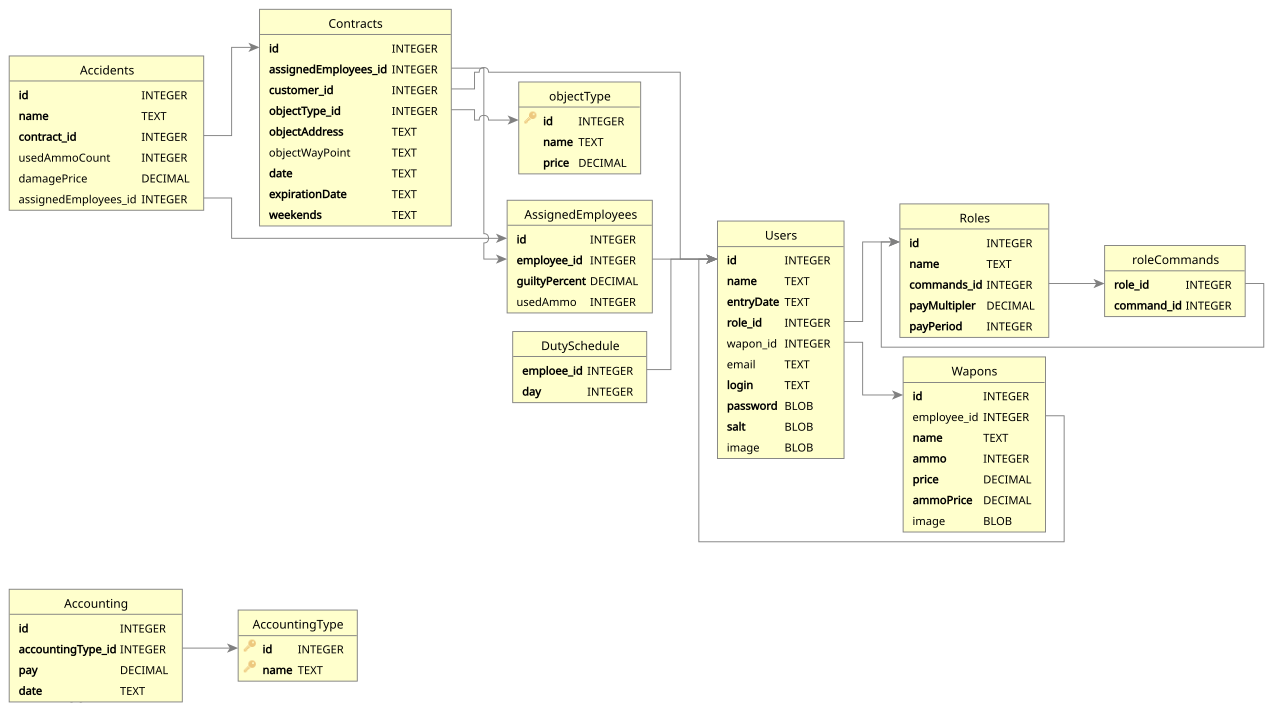 Contracts
id INTEGER
assignedEmployees_id INTEGER
customer_id INTEGER
objectType_id INTEGER
objectAddress TEXT
objectWayPoint TEXT
date TEXT
expirationDate TEXT
weekends TEXT
Accidents
id INTEGER
name TEXT
contract_id INTEGER
usedAmmoCount INTEGER
damagePrice DECIMAL
assignedEmployees_id INTEGER
objectType
id INTEGER
name TEXT
price DECIMAL
AssignedEmployees
id INTEGER
employee_id INTEGER
guiltyPercent DECIMAL
usedAmmo INTEGER
Users
id INTEGER
name TEXT
entryDate TEXT
role_id INTEGER
wapon_id INTEGER
email TEXT
login TEXT
password BLOB
salt BLOB
image BLOB
Roles
id INTEGER
name TEXT
commands_id INTEGER
payMultipler DECIMAL
payPeriod INTEGER
roleCommands
role_id INTEGER
command_id INTEGER
DutySchedule
emploee_id INTEGER
day INTEGER
Wapons
id INTEGER
employee_id INTEGER
name TEXT
ammo INTEGER
price DECIMAL
ammoPrice DECIMAL
image BLOB
Accounting
id INTEGER
accountingType_id INTEGER
pay DECIMAL
date TEXT
AccountingType
id INTEGER
name TEXT